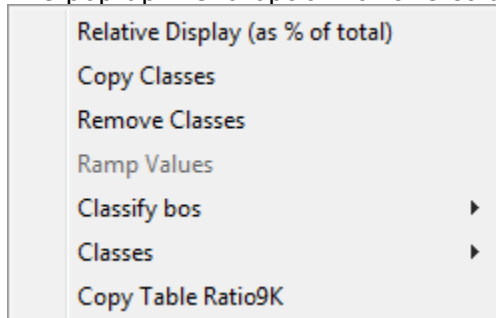 Relative Display (as % of total)
Copy Classes
Remove Classes
Ramp Values
Classify bos
Classes
Copy Table Ratio9K